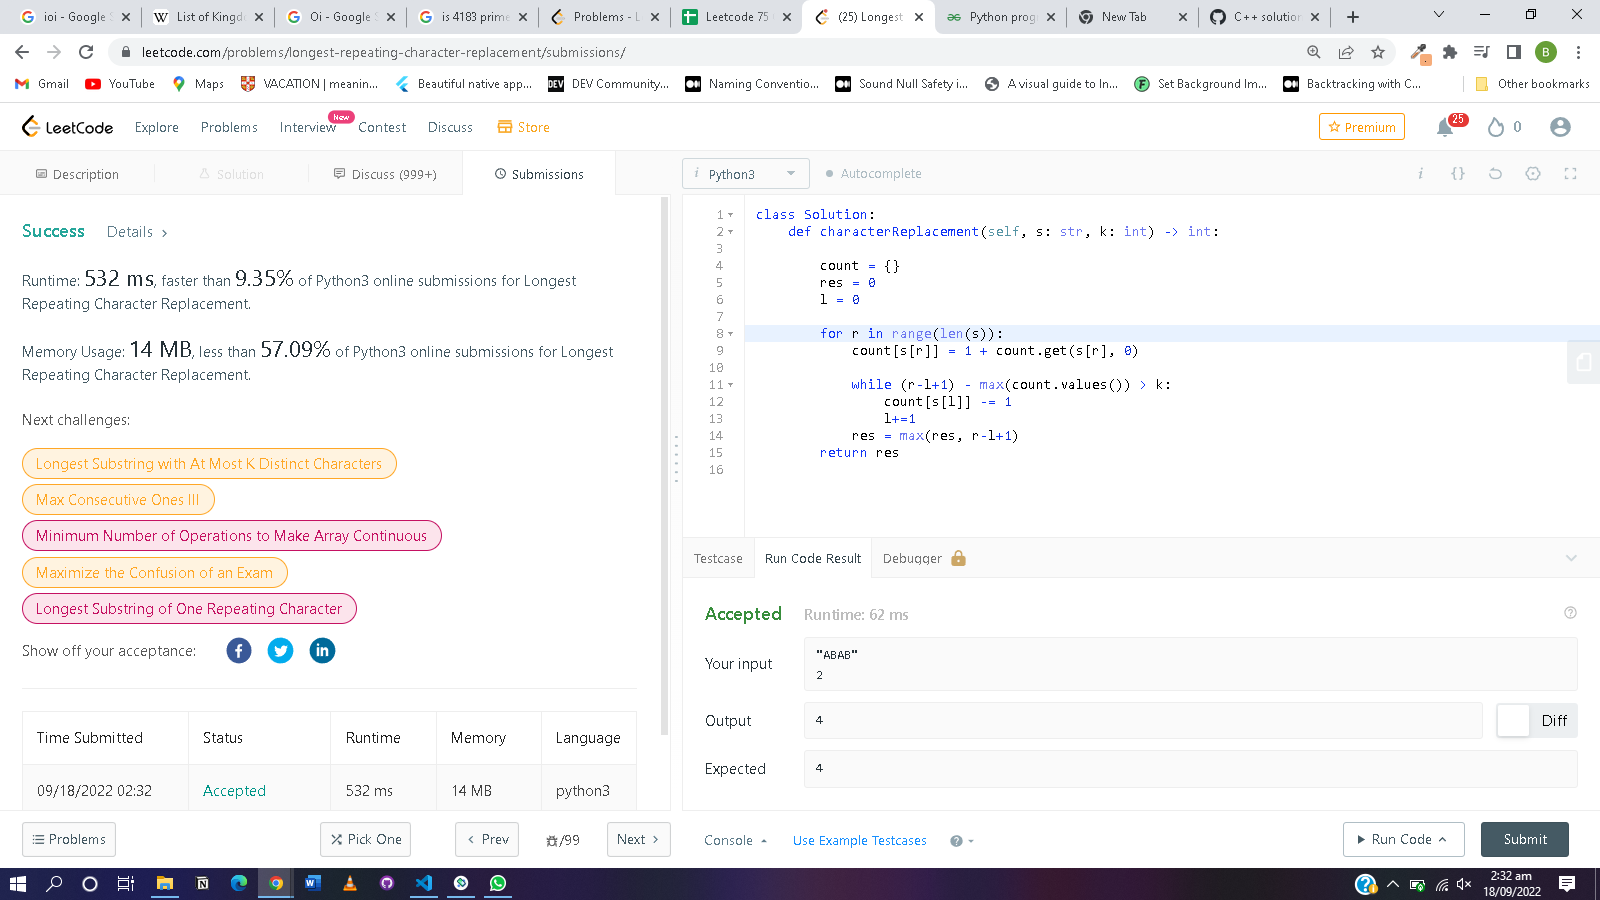 ioi - Google S
List of Kingd
Oi - Google S
is 4183 prime
Problems - L
Leetcode 75
(25) Longest
Python prog
New Tab
C++ solution
leetcode.com/problems/longest-repeating-character-replacement/submissions/
B
Gmail
YouTube
Maps
VACATION | meanin...
Beautiful native app...
DEV Community...
Naming Conventio...
Sound Null Safety i...
A visual guide to In...
Set Background Im...
Backtracking with C...
Other bookmarks
LeetCode
Explore
Problems
Interview
New
Contest
Discuss
Store
Premium
25
0
Description
Solution
Discuss (999+)
Submissions
i Python3
Autocomplete
Success
Details >
Runtime: 532 ms, faster than 9.35% of Python3 online submissions for Longest
Repeating Character Replacement.
Memory Usage: 14 MB, less than 57.09% of Python3 online submissions for Longest
Repeating Character Replacement.
Next challenges:
Longest Substring with At Most K Distinct Characters
Max Consecutive Ones III
Minimum Number of Operations to Make Array Continuous
Maximize the Confusion of an Exam
Longest Substring of One Repeating Character
Show off your acceptance:
Time Submitted Status Runtime Memory Language
09/18/2022 02:32 Accepted 532 ms 14 MB python3
1 class Solution:
2 def characterReplacement(self, s: str, k: int) -> int:
3
4 count = {}
5 res = 0
6 l = 0
7
8 for r in range(len(s)):
9 count[s[r]] = 1 + count.get(s[r], 0)
10
11 while (r-l+1) - max(count.values()) > k:
12 count[s[l]] -= 1
13 l+=1
14 res = max(res, r-l+1)
15 return res
16
Testcase
Run Code Result
Debugger
Accepted
Runtime: 62 ms
Your input
"ABAB"
2
Output
4
Diff
Expected
4
Problems
Pick One
< Prev
/99
Next >
Console
Use Example Testcases
Run Code
Submit
2:32 am
18/09/2022